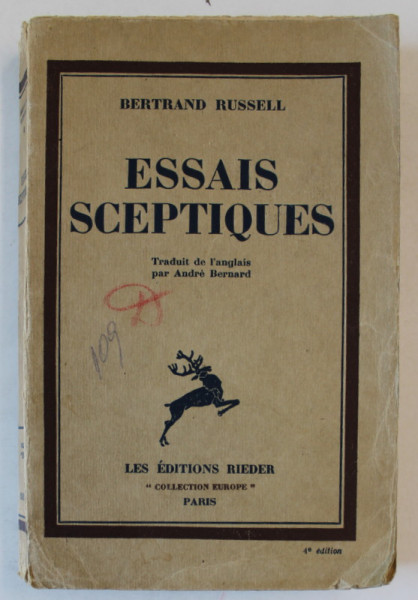 BERTRAND RUSSELL
ESSAIS
SCEPTIQUES
Traduit de l'anglais
par André Bernard
109
LES ÉDITIONS RIEDER
" COLLECTION EUROPE "
PARIS
4e édition